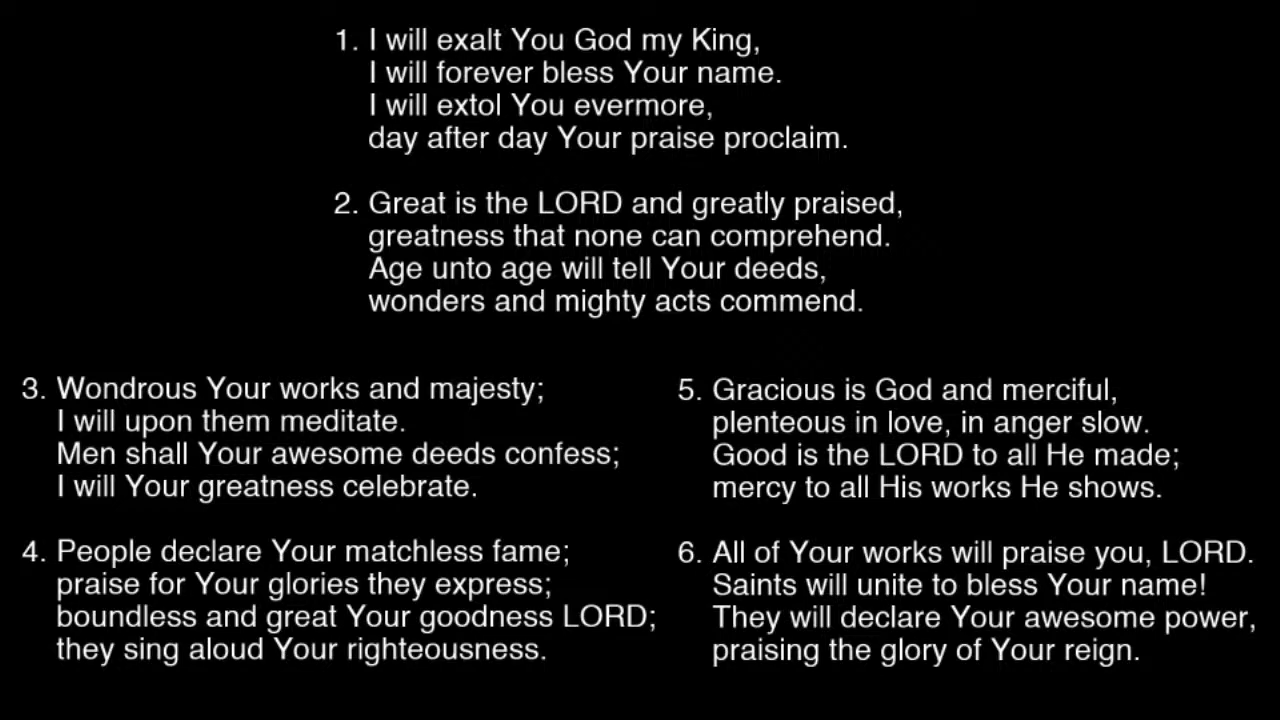 1. I will exalt You God my King,
I will forever bless Your name.
I will extol You evermore,
day after day Your praise proclaim.
2. Great is the LORD and greatly praised,
greatness that none can comprehend.
Age unto age will tell Your deeds,
wonders and mighty acts commend.
3. Wondrous Your works and majesty;
I will upon them meditate.
Men shall Your awesome deeds confess;
I will Your greatness celebrate.
4. People declare Your matchless fame;
praise for Your glories they express;
boundless and great Your goodness LORD;
they sing aloud Your righteousness.
5. Gracious is God and merciful,
plenteous in love, in anger slow.
Good is the LORD to all He made;
mercy to all His works He shows.
6. All of Your works will praise you, LORD.
Saints will unite to bless Your name!
They will declare Your awesome power,
praising the glory of Your reign.